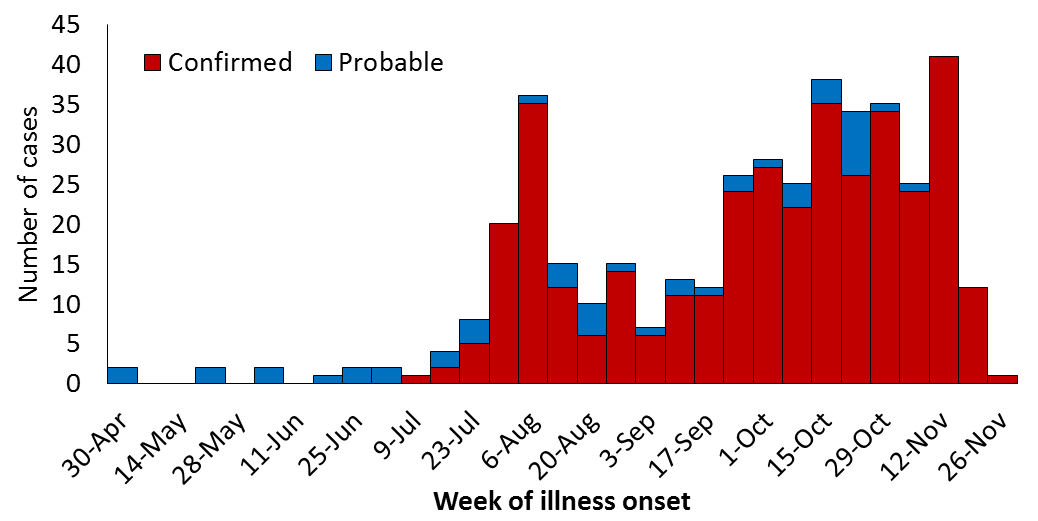 45
40
35
30
25
20
15
10
5
0
Number of cases
Confirmed
Probable
30-Apr
14-May
28-May
11-Jun
25-Jun
9-Jul
23-Jul
6-Aug
20-Aug
3-Sep
17-Sep
1-Oct
15-Oct
29-Oct
12-Nov
26-Nov
Week of illness onset